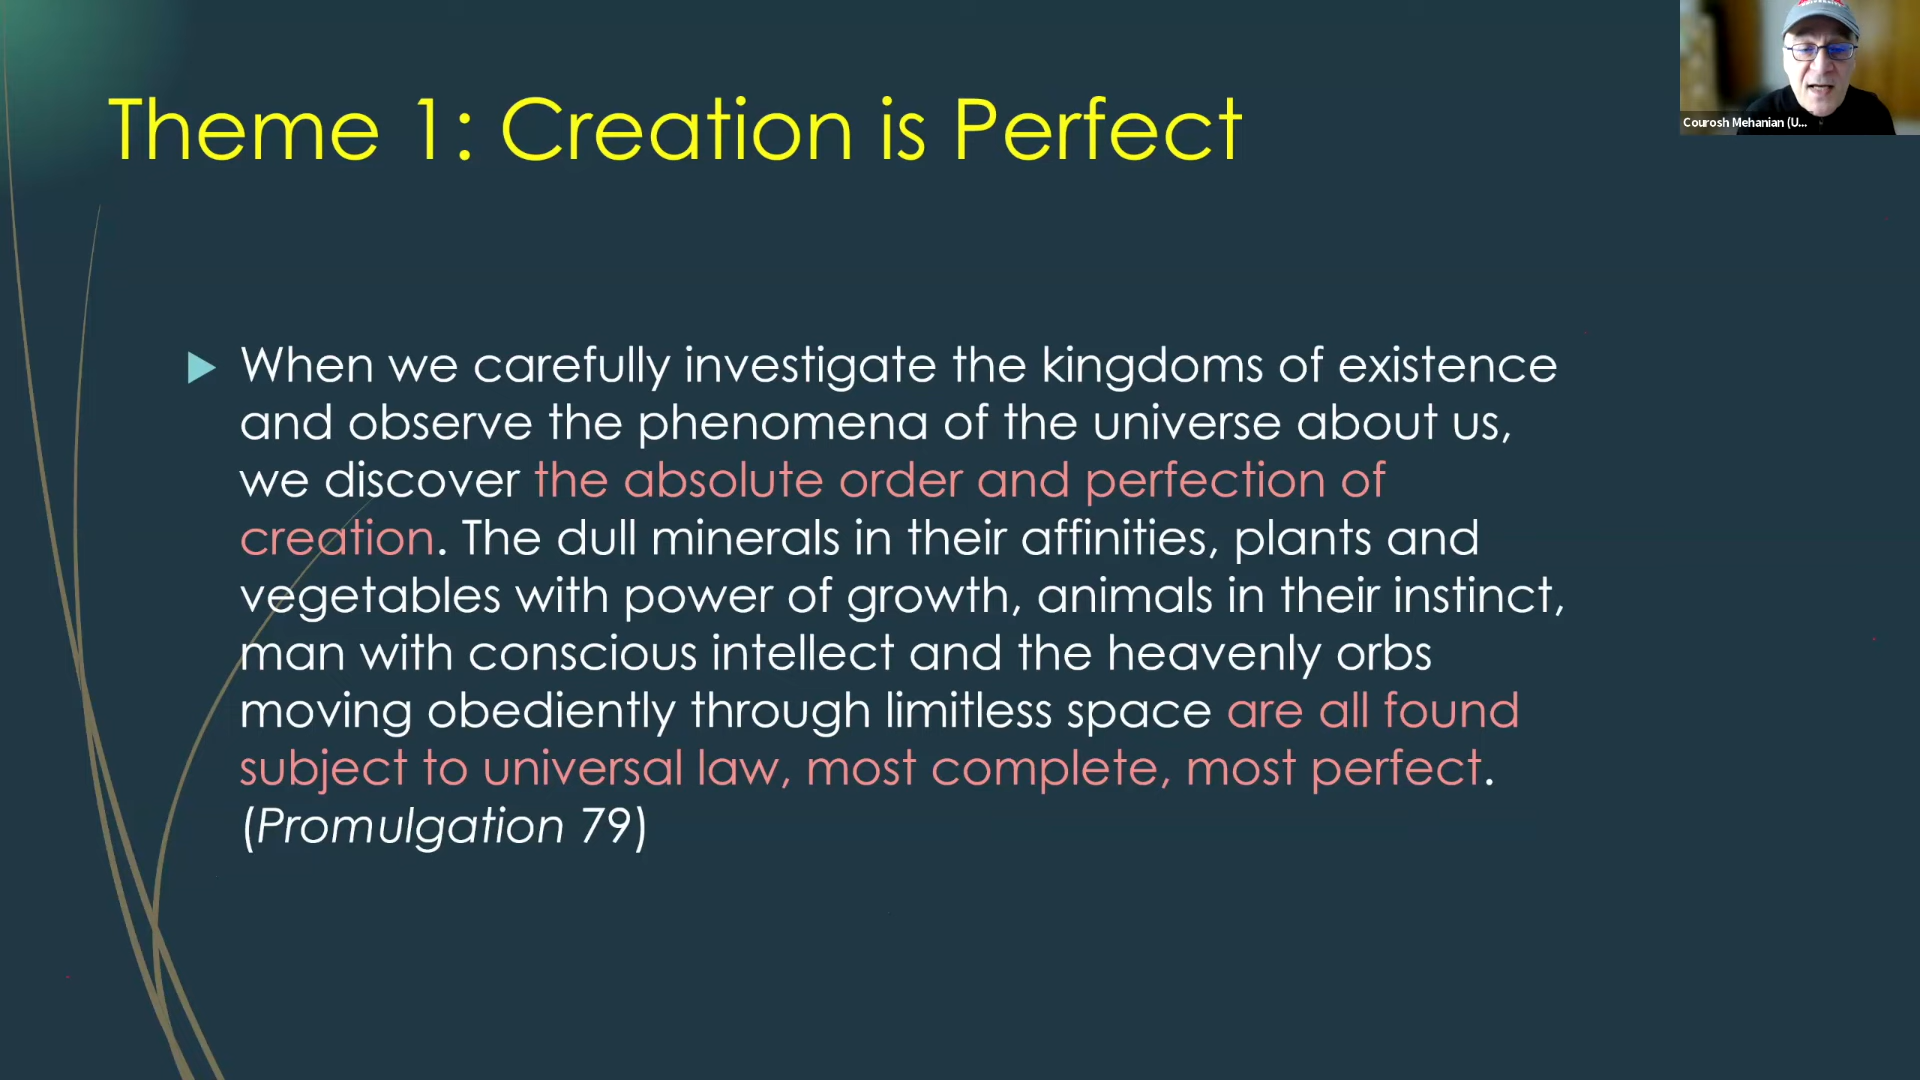 Theme 1: Creation is Perfect
Courosh Mehanian (U...
When we carefully investigate the kingdoms of existence
and observe the phenomena of the universe about us,
we discover the absolute order and perfection of
creation. The dull minerals in their affinities, plants and
vegetables with power of growth, animals in their instinct,
man with conscious intellect and the heavenly orbs
moving obediently through limitless space are all found
subject to universal law, most complete, most perfect.
(Promulgation 79)